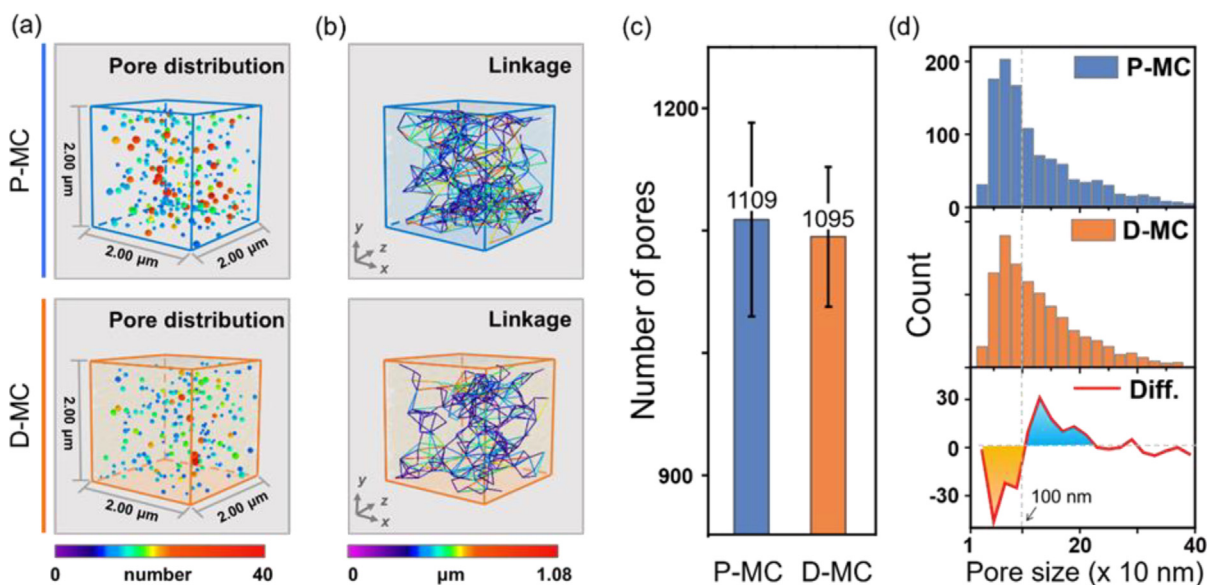 (a)
P-MC
Pore distribution
2.00 µm
2.00 µm
2.00 µm
D-MC
Pore distribution
2.00 µm
2.00 µm
2.00 µm
0 number 40
(b)
Linkage
y
z
x
Linkage
y
z
x
0 µm 1.08
(c)
Number of pores
1200
900
1109
1095
P-MC D-MC
(d)
Count
200
100
0
P-MC
D-MC
30
0
-30
Diff.
100 nm
1 20 40
Pore size (x 10 nm)